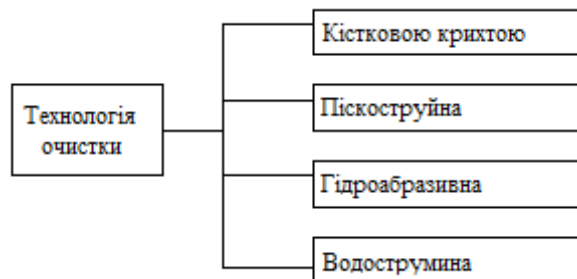 Кістковою крихтою
Піскоструйна
Технологія
очистки
Гідроабразивна
Водострумина